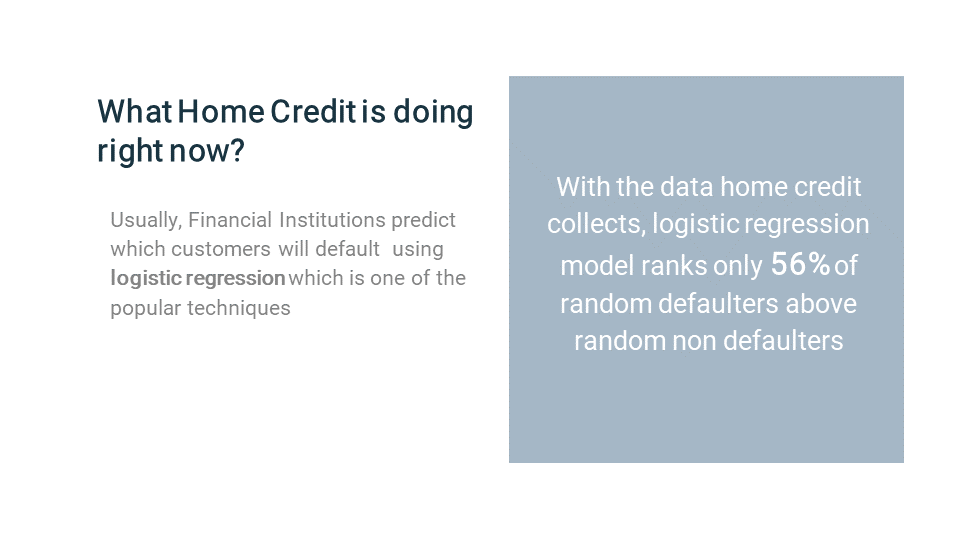 What Home Credit is doing
right now?
Usually, Financial Institutions predict
which customers will default using
logistic regression which is one of the
popular techniques
With the data home credit
collects, logistic regression
model ranks only 56% of
random defaulters above
random non defaulters